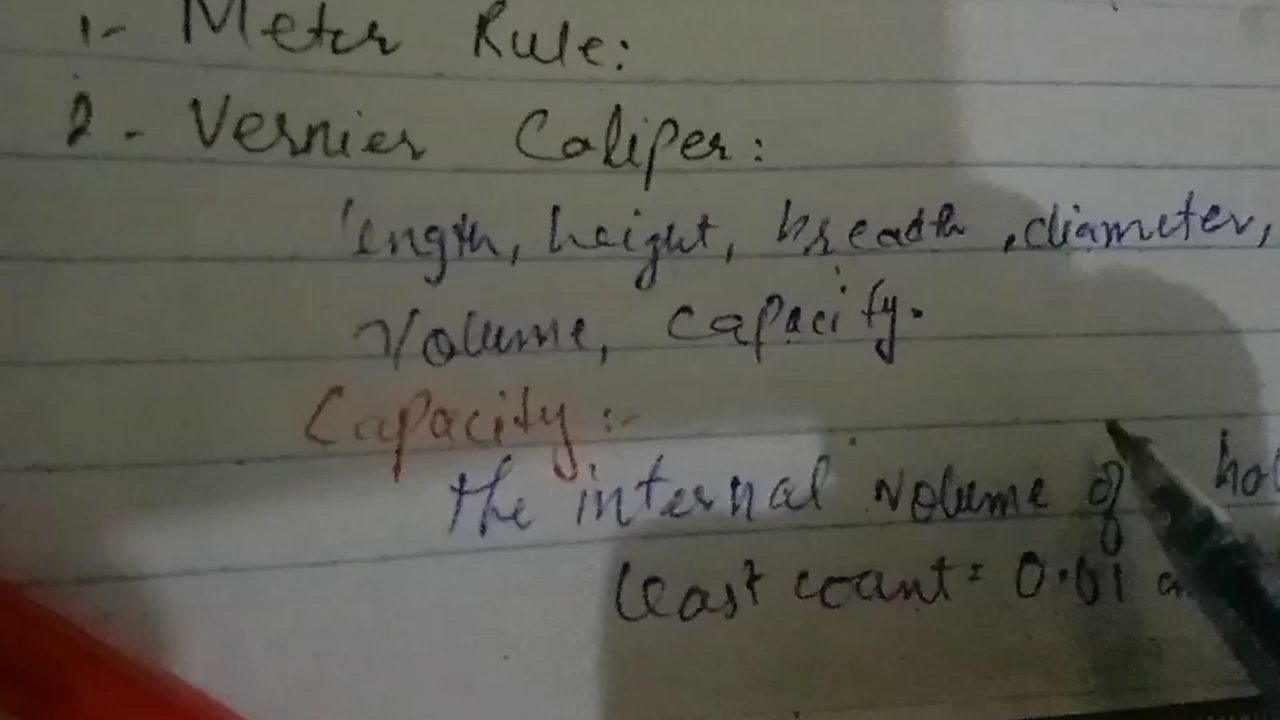 1- Meter Rule:
2- Vernier Caliper:
length, height, breadth, diameter,
Volume, capacity.
Capacity:-
the internal volume of
least count = 0.01